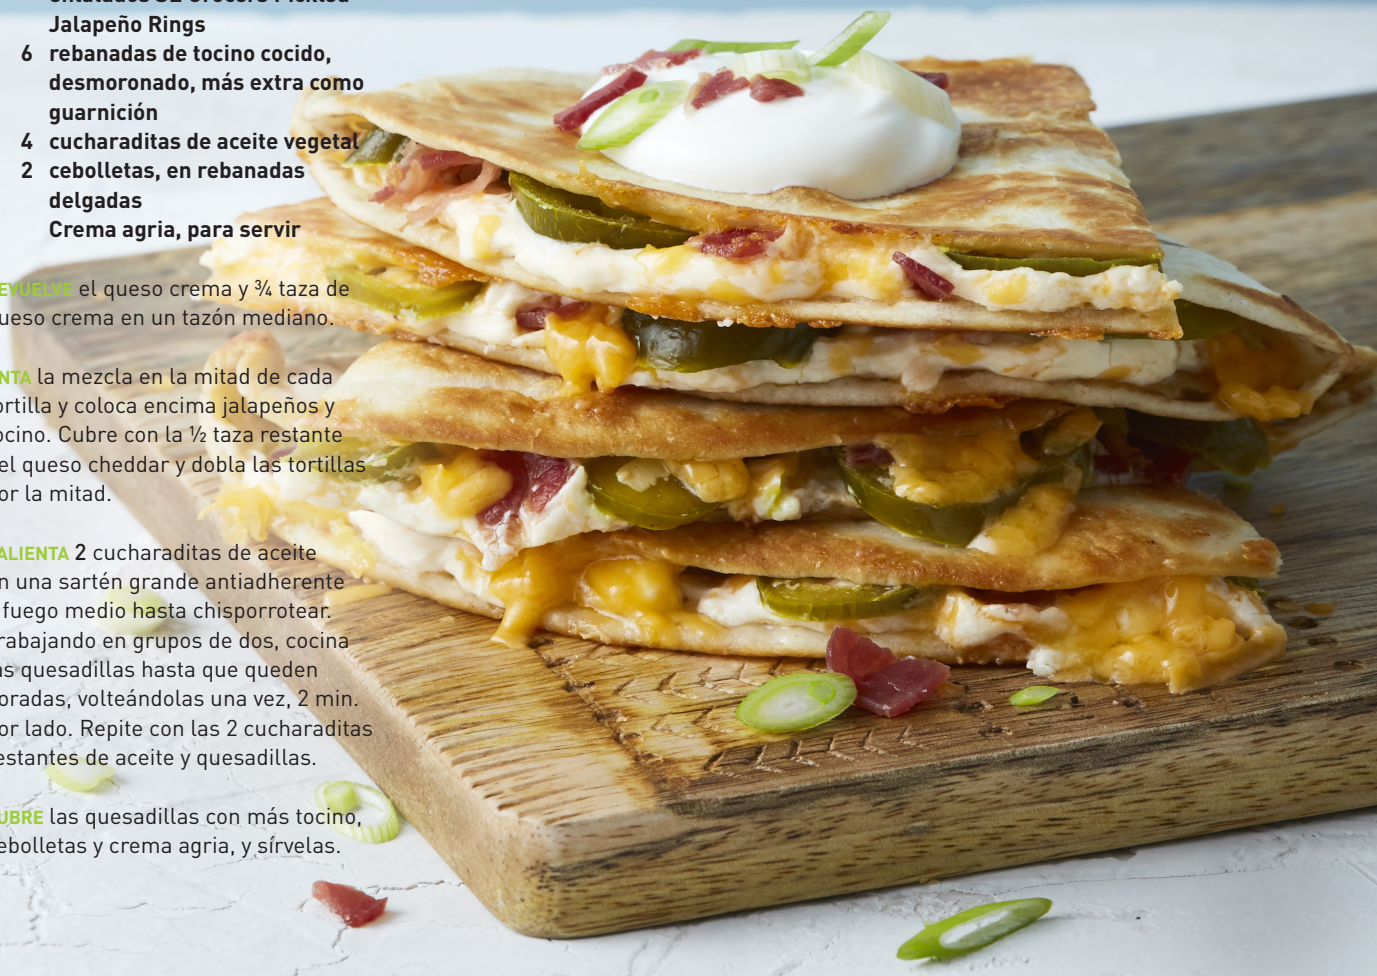 Jalapeño Rings
6 rebanadas de tocino cocido,
desmoronado, más extra como
guarnición
4 cucharaditas de aceite vegetal
2 cebolletas, en rebanadas
delgadas
Crema agria, para servir
EVUELVE el queso crema y ¾ taza de
ueso crema en un tazón mediano.
NTA la mezcla en la mitad de cada
ortilla y coloca encima jalapeños y
ocino. Cubre con la ½ taza restante
el queso cheddar y dobla las tortillas
or la mitad.
ALIENTA 2 cucharaditas de aceite
n una sartén grande antiadherente
fuego medio hasta chisporrotear.
rabajando en grupos de dos, cocina
as quesadillas hasta que queden
oradas, volteándolas una vez, 2 min.
or lado. Repite con las 2 cucharaditas
estantes de aceite y quesadillas.
UBRE las quesadillas con más tocino,
ebolletas y crema agria, y sírvelas.